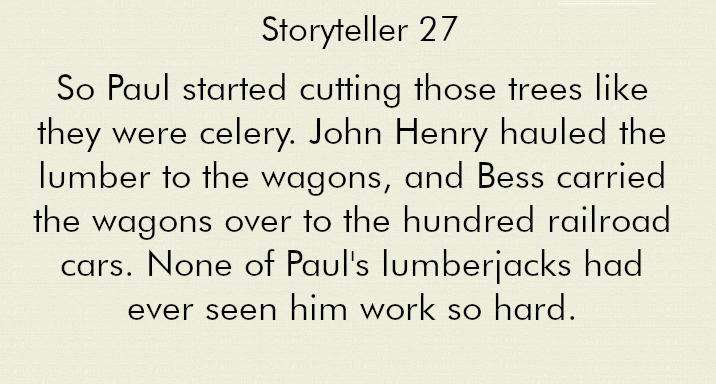 Storyteller 27
So Paul started cutting those trees like
they were celery. John Henry hauled the
lumber to the wagons, and Bess carried
the wagons over to the hundred railroad
cars. None of Paul's lumberjacks had
ever seen him work so hard.